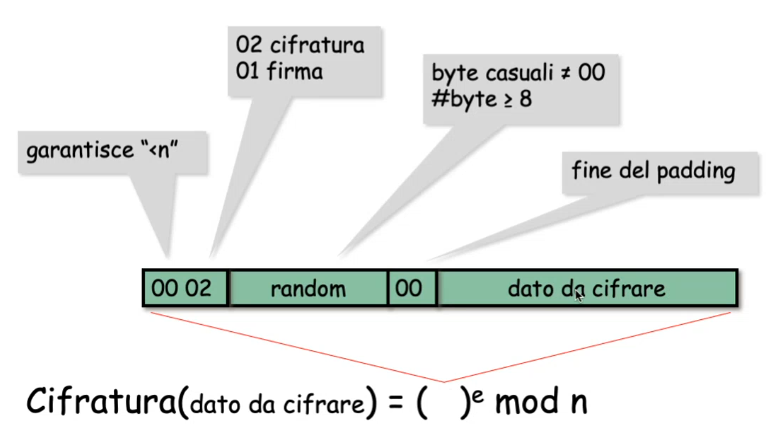 02 cifratura
01 firma
byte casuali ≠ 00
#byte ≥ 8
garantisce "<n"
fine del padding
00 02 random 00 dato da cifrare
Cifratura(dato da cifrare) = ( )ᵉ mod n